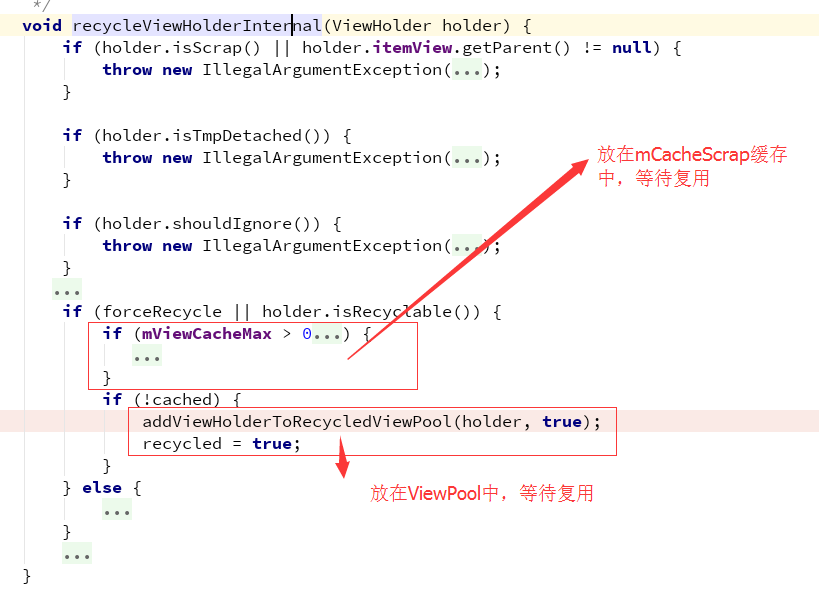 */
void recycleViewHolderInternal(ViewHolder holder) {
if (holder.isScrap() || holder.itemView.getParent() != null) {
throw new IllegalArgumentException(...);
}
if (holder.isTmpDetached()) {
throw new IllegalArgumentException(...);
}
放在mCacheScrap缓存
中，等待复用
if (holder.shouldIgnore()) {
throw new IllegalArgumentException(...);
}
...
if (forceRecycle || holder.isRecyclable()) {
if (mViewCacheMax > 0...) {
...
}
if (!cached) {
addViewHolderToRecycledViewPool(holder, true);
recycled = true;
}
放在ViewPool中，等待复用
} else {
...
}
...
}